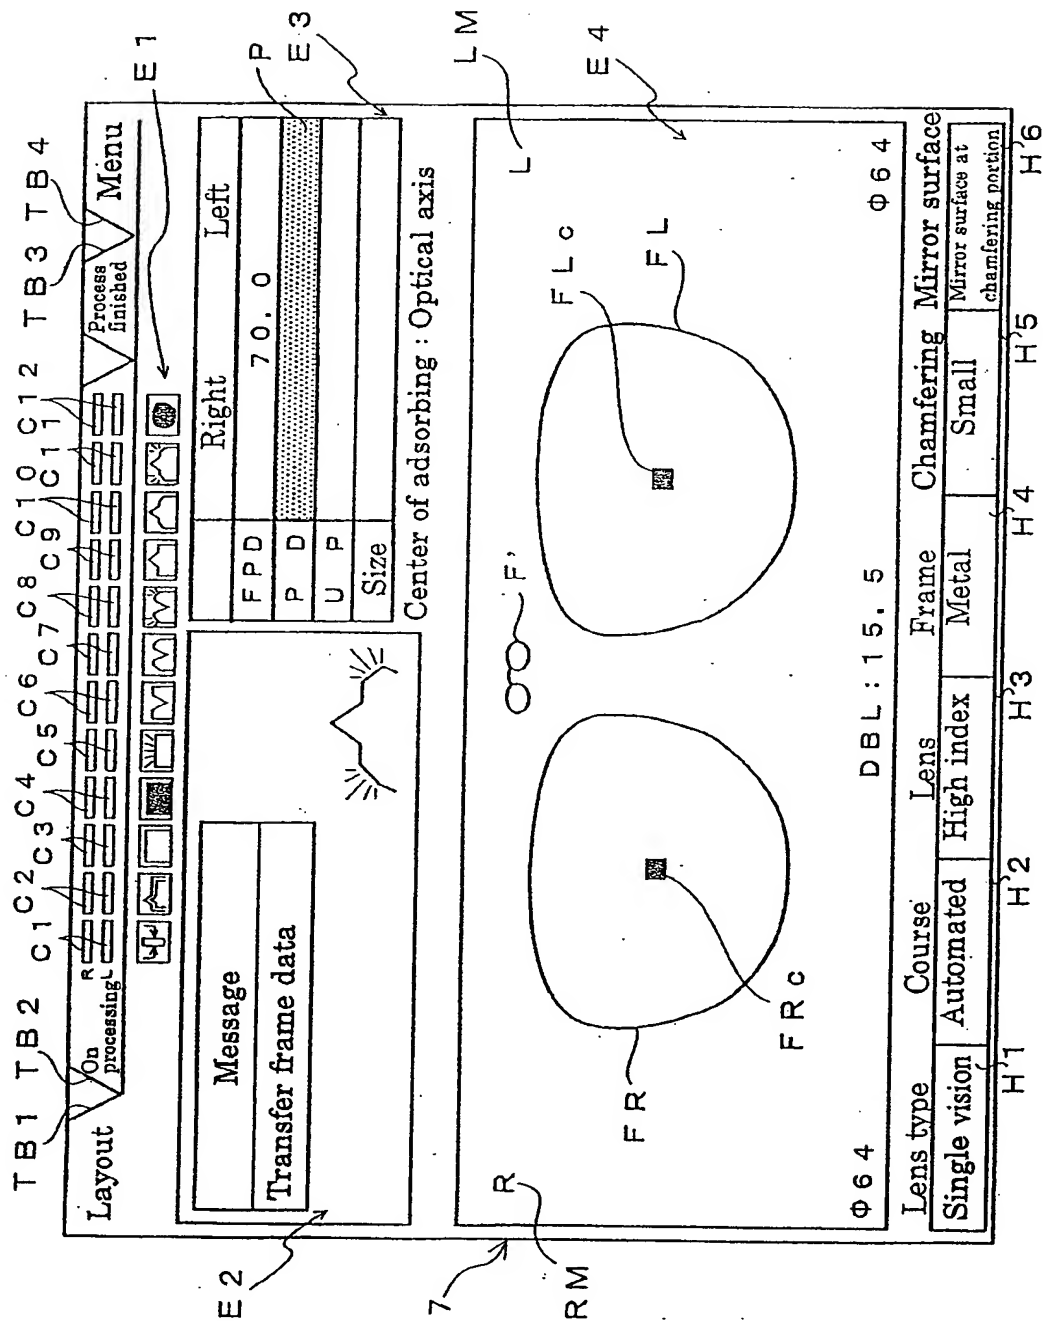 TB1 TB2 C1 C2 C3 C4 C5 C6 C7 C8 C9 C10 C11 C12 TB3 TB4
E1
Layout
On processing
R
L
Process finished
Menu
E2
Message
Transfer frame data
Right Left
FPD 70.0
PD
UP
Size
P
E3
Center of adsorbing : Optical axis
7
RM
R
L
LM
E4
F'
FR
FRc
FLc
FL
Φ64
DBL:15.5
Φ64
Lens type Course Lens Frame Chamfering Mirror surface
Single vision Automated High index Metal Small Mirror surface at chamfering portion
H'1 H'2 H'3 H'4 H'5 H'6